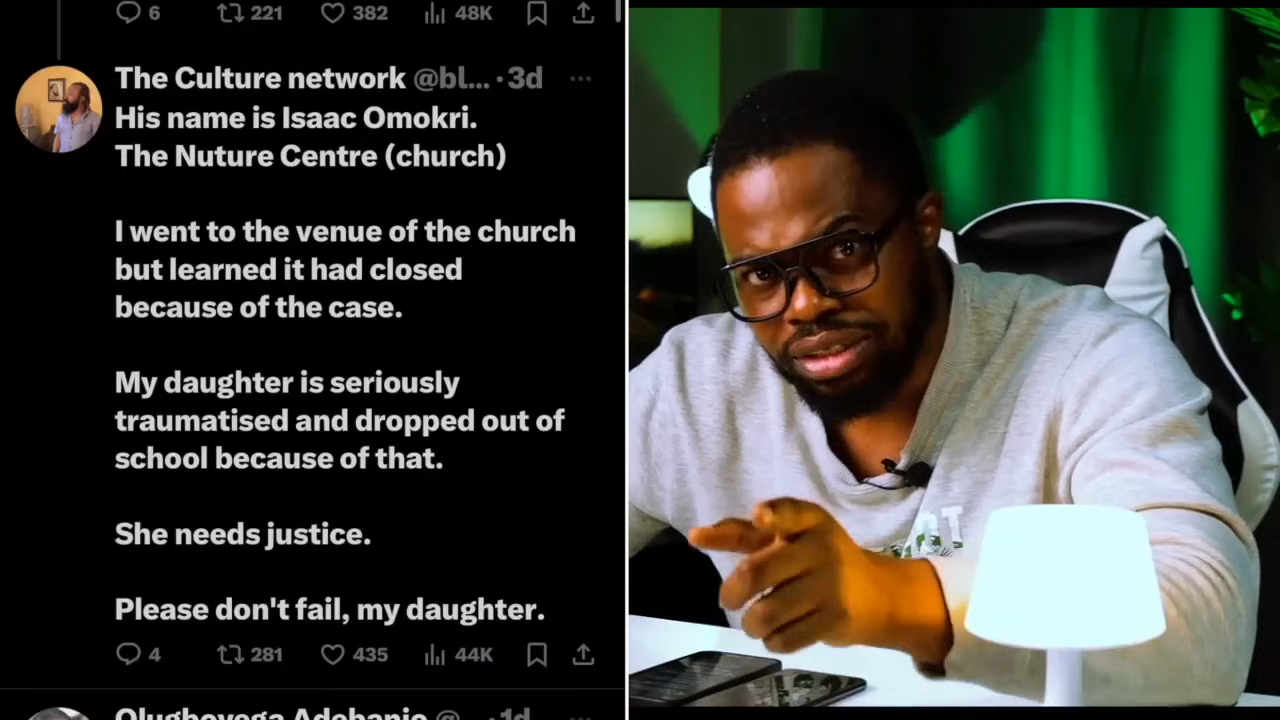 6 221 382 48K
The Culture network @bl... · 3d ...
His name is Isaac Omokri.
The Nuture Centre (church)
I went to the venue of the church
but learned it had closed
because of the case.
My daughter is seriously
traumatised and dropped out of
school because of that.
She needs justice.
Please don't fail, my daughter.
4 281 435 44K
Olugboyega Adebanjo @... · 1d ...